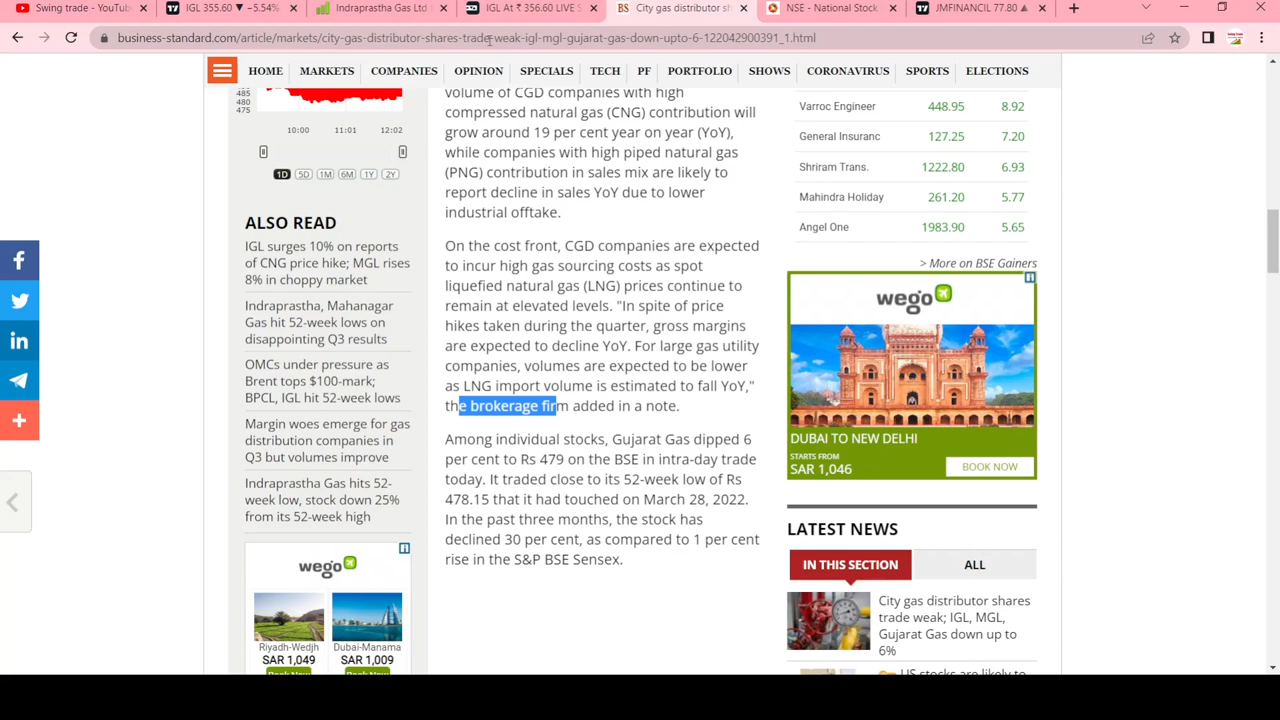 Swing trade - YouTub
IGL 355.60 ▼ −5.54%
Indraprastha Gas Ltd
IGL At ₹ 356.60 LIVE S
BS City gas distributor sh
NSE - National Stock
JMFINANCIL 77.80 ▲
business-standard.com/article/markets/city-gas-distributor-shares-trade-weak-igl-mgl-gujarat-gas-down-upto-6-122042900391_1.html
HOME MARKETS COMPANIES OPINION SPECIALS TECH PF PORTFOLIO SHOWS CORONAVIRUS SPORTS ELECTIONS
485
480
475
10:00 11:01 12:02
1D 5D 1M 6M 1Y 2Y
ALSO READ
IGL surges 10% on reports
of CNG price hike; MGL rises
8% in choppy market
Indraprastha, Mahanagar
Gas hit 52-week lows on
disappointing Q3 results
OMCs under pressure as
Brent tops $100-mark;
BPCL, IGL hit 52-week lows
Margin woes emerge for gas
distribution companies in
Q3 but volumes improve
Indraprastha Gas hits 52-
week low, stock down 25%
from its 52-week high
wego
Riyadh-Wedjh
SAR 1,049
Dubai-Manama
SAR 1,009
volume of CGD companies with high
compressed natural gas (CNG) contribution will
grow around 19 per cent year on year (YoY),
while companies with high piped natural gas
(PNG) contribution in sales mix are likely to
report decline in sales YoY due to lower
industrial offtake.
On the cost front, CGD companies are expected
to incur high gas sourcing costs as spot
liquefied natural gas (LNG) prices continue to
remain at elevated levels. "In spite of price
hikes taken during the quarter, gross margins
are expected to decline YoY. For large gas utility
companies, volumes are expected to be lower
as LNG import volume is estimated to fall YoY,"
the brokerage firm added in a note.
Among individual stocks, Gujarat Gas dipped 6
per cent to Rs 479 on the BSE in intra-day trade
today. It traded close to its 52-week low of Rs
478.15 that it had touched on March 28, 2022.
In the past three months, the stock has
declined 30 per cent, as compared to 1 per cent
rise in the S&P BSE Sensex.
Varroc Engineer 448.95 8.92
General Insuranc 127.25 7.20
Shriram Trans. 1222.80 6.93
Mahindra Holiday 261.20 5.77
Angel One 1983.90 5.65
> More on BSE Gainers
wego
DUBAI TO NEW DELHI
STARTS FROM
SAR 1,046
BOOK NOW
LATEST NEWS
IN THIS SECTION ALL
City gas distributor shares
trade weak; IGL, MGL,
Gujarat Gas down up to
6%
US stocks are likely to